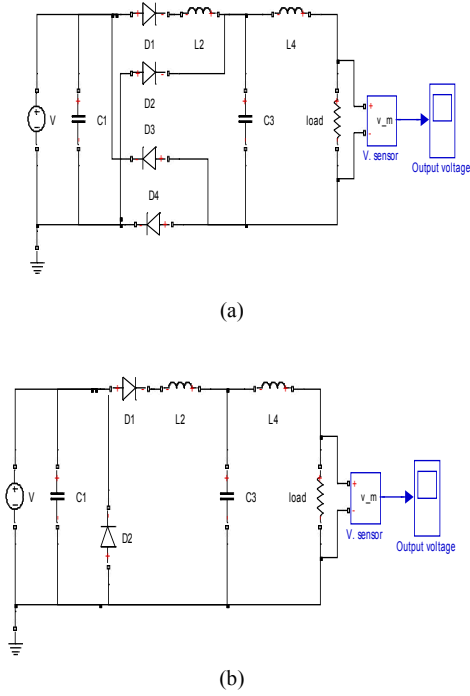 D1 L2 L4
D2
V C1 D3 C3 load v_m
V. sensor
Output voltage
D4
(a)
D1 L2 L4
V C1 C3 load v_m
D2 V. sensor
Output voltage
(b)